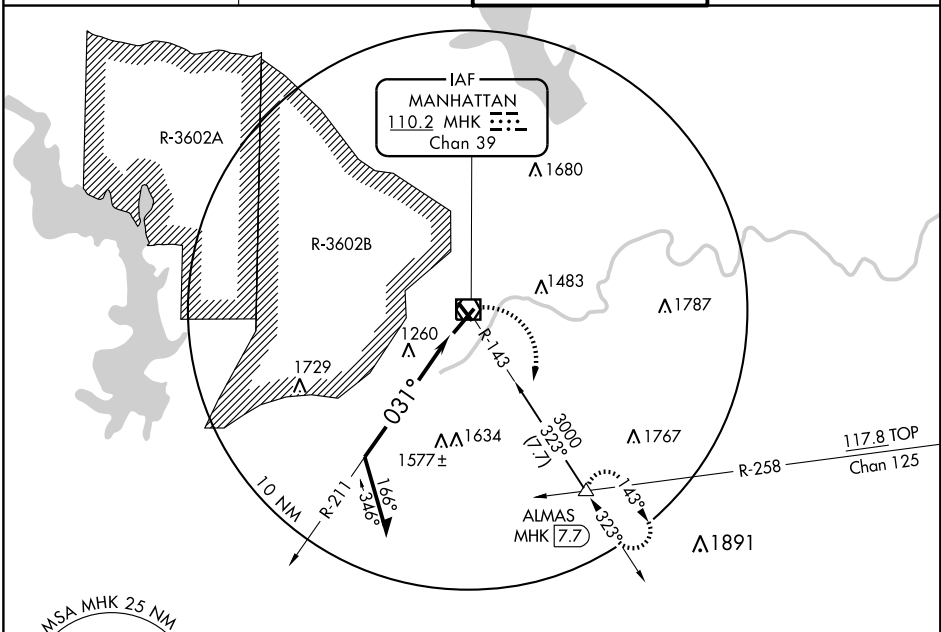 IAF
MANHATTAN
110.2 MHK
Chan 39
R-3602A
1680
R-3602B
1483
1787
1260
R-143
1729
031°
3000
323°
(7.7)
1634
1577±
1767
117.8 TOP
Chan 125
R-258
10 NM
R-211
166°
346°
143°
ALMAS
MHK 7.7
323°
1891
MSA MHK 25 NM